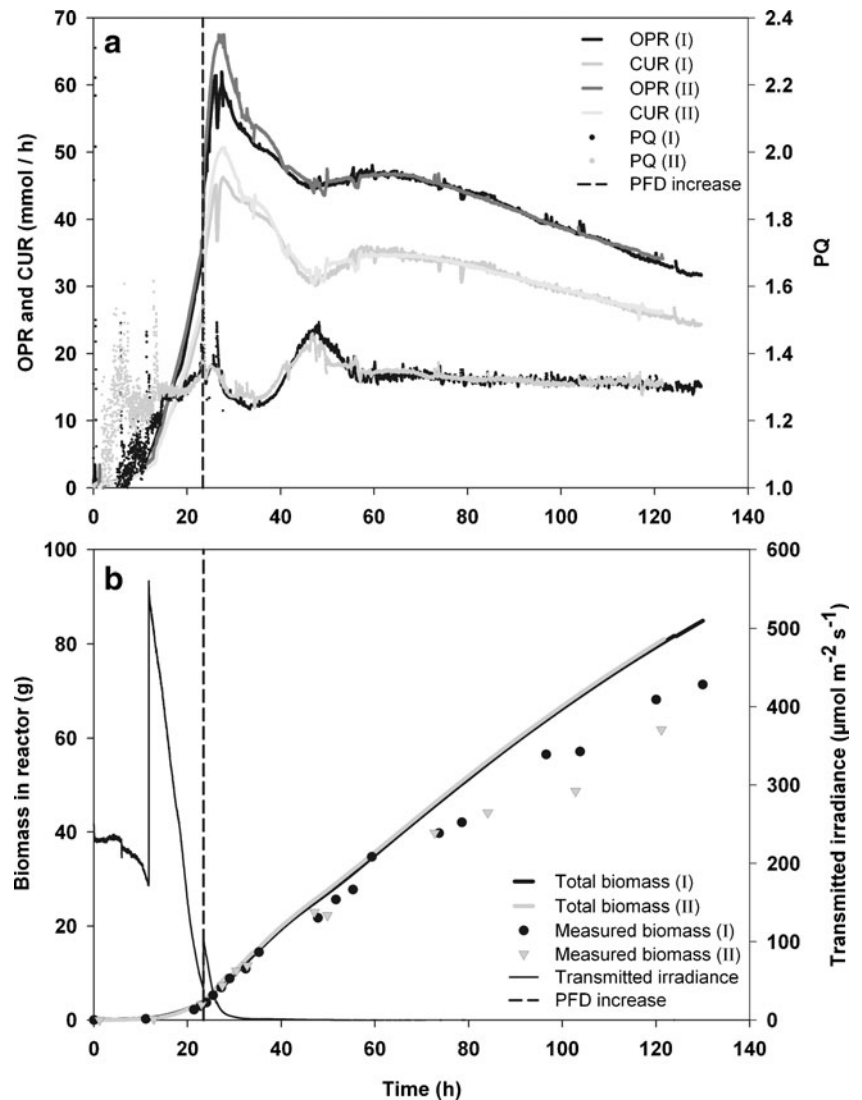 a
70
60
50
40
30
20
10
0
OPR and CUR (mmol / h)
2.4
2.2
2.0
1.8
1.6
1.4
1.2
1.0
PQ
OPR (I)
CUR (I)
OPR (II)
CUR (II)
PQ (I)
PQ (II)
PFD increase
0 20 40 60 80 100 120 140
b
100
80
60
40
20
0
Biomass in reactor (g)
600
500
400
300
200
100
0
Transmitted irradiance (µmol m⁻² s⁻¹)
Total biomass (I)
Total biomass (II)
Measured biomass (I)
Measured biomass (II)
Transmitted irradiance
PFD increase
0 20 40 60 80 100 120 140
Time (h)